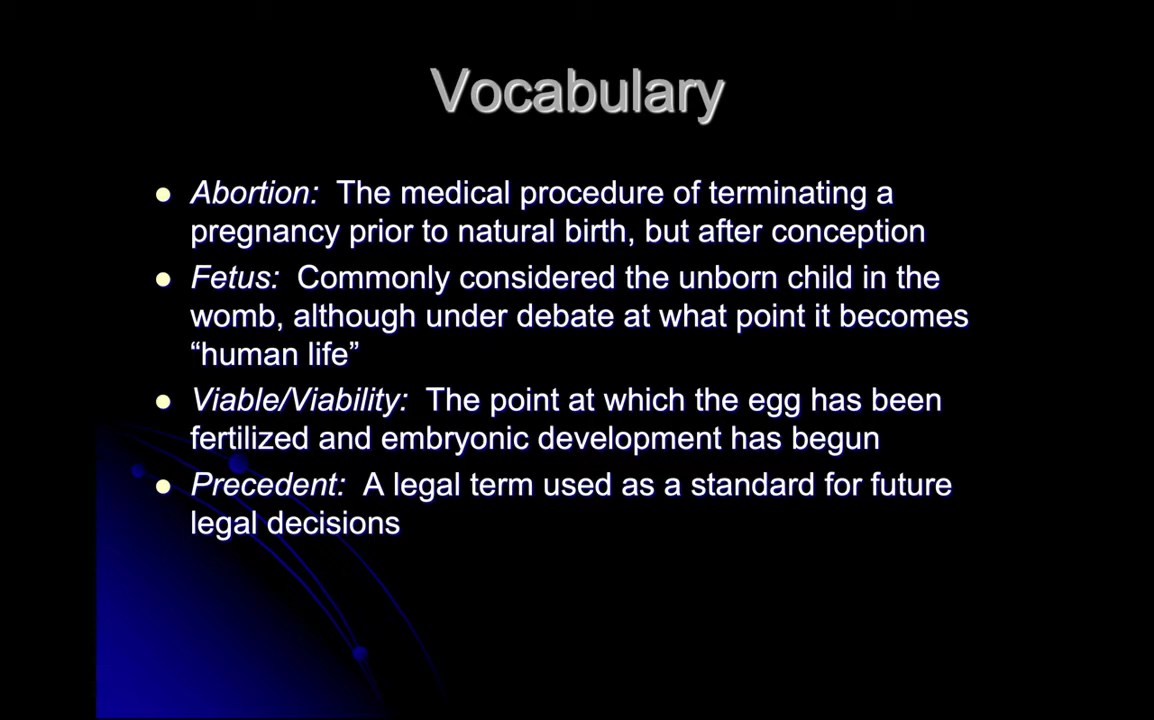 Vocabulary
Abortion: The medical procedure of terminating a
pregnancy prior to natural birth, but after conception
Fetus: Commonly considered the unborn child in the
womb, although under debate at what point it becomes
“human life”
Viable/Viability: The point at which the egg has been
fertilized and embryonic development has begun
Precedent: A legal term used as a standard for future
legal decisions